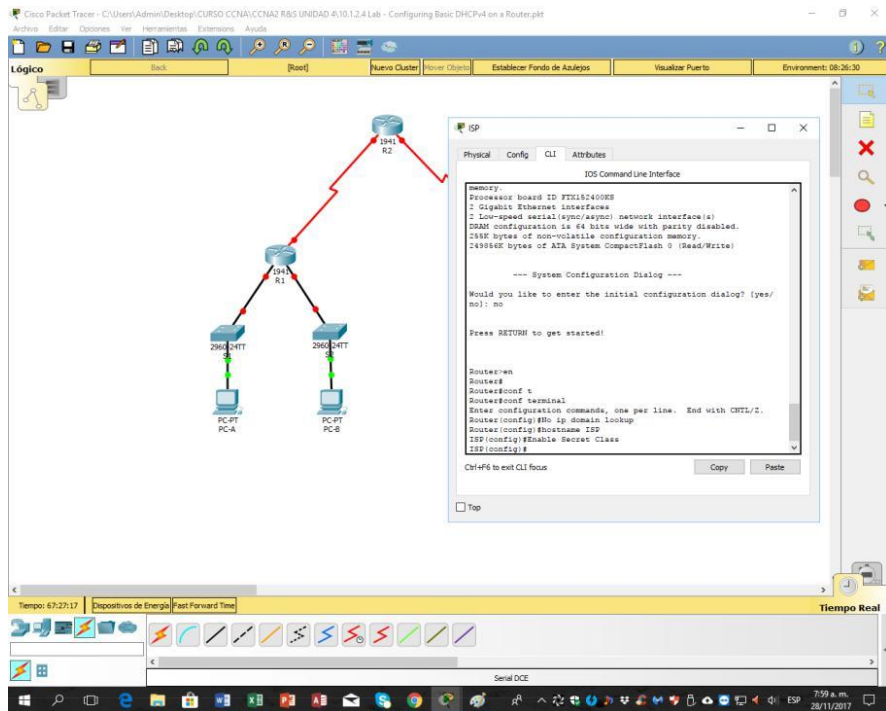 Cisco Packet Tracer - C:\Users\Admin\Desktop\CURSO CCNA\CCNA2 R&S UNIDAD 4\10.1.2.4 Lab - Configuring Basic DHCPv4 on a Router.pkt
Archivo Editar Opciones Ver Herramientas Extensions Ayuda
Lógico Back [Root] Nuevo Cluster Mover Objeto Establecer Fondo de Azulejos Visualizar Puerto Environment: 08:26:30
1941
R2
1941
R1
2960-24TT
2960-24TT
PC-PT
PC-A
PC-PT
PC-B
ISP
Physical Config CLI Attributes
IOS Command Line Interface
memory.
Processor board ID FTX152400KS
2 Gigabit Ethernet interfaces
2 Low-speed serial(sync/async) network interface(s)
DRAM configuration is 64 bits wide with parity disabled.
255K bytes of non-volatile configuration memory.
249856K bytes of ATA System CompactFlash 0 (Read/Write)
--- System Configuration Dialog ---
Would you like to enter the initial configuration dialog? [yes/
no]: no
Press RETURN to get started!
Router>en
Router#
Router#conf t
Router#conf terminal
Enter configuration commands, one per line. End with CNTL/Z.
Router(config)#No ip domain lookup
Router(config)#hostname ISP
ISP(config)#Enable Secret Class
ISP(config)#
Ctrl+F6 to exit CLI focus
Copy Paste
Top
Tiempo: 67:27:17 Dispositivos de Energía Fast Forward Time
Tiempo Real
Serial DCE
ESP
7:59 a. m.
28/11/2017